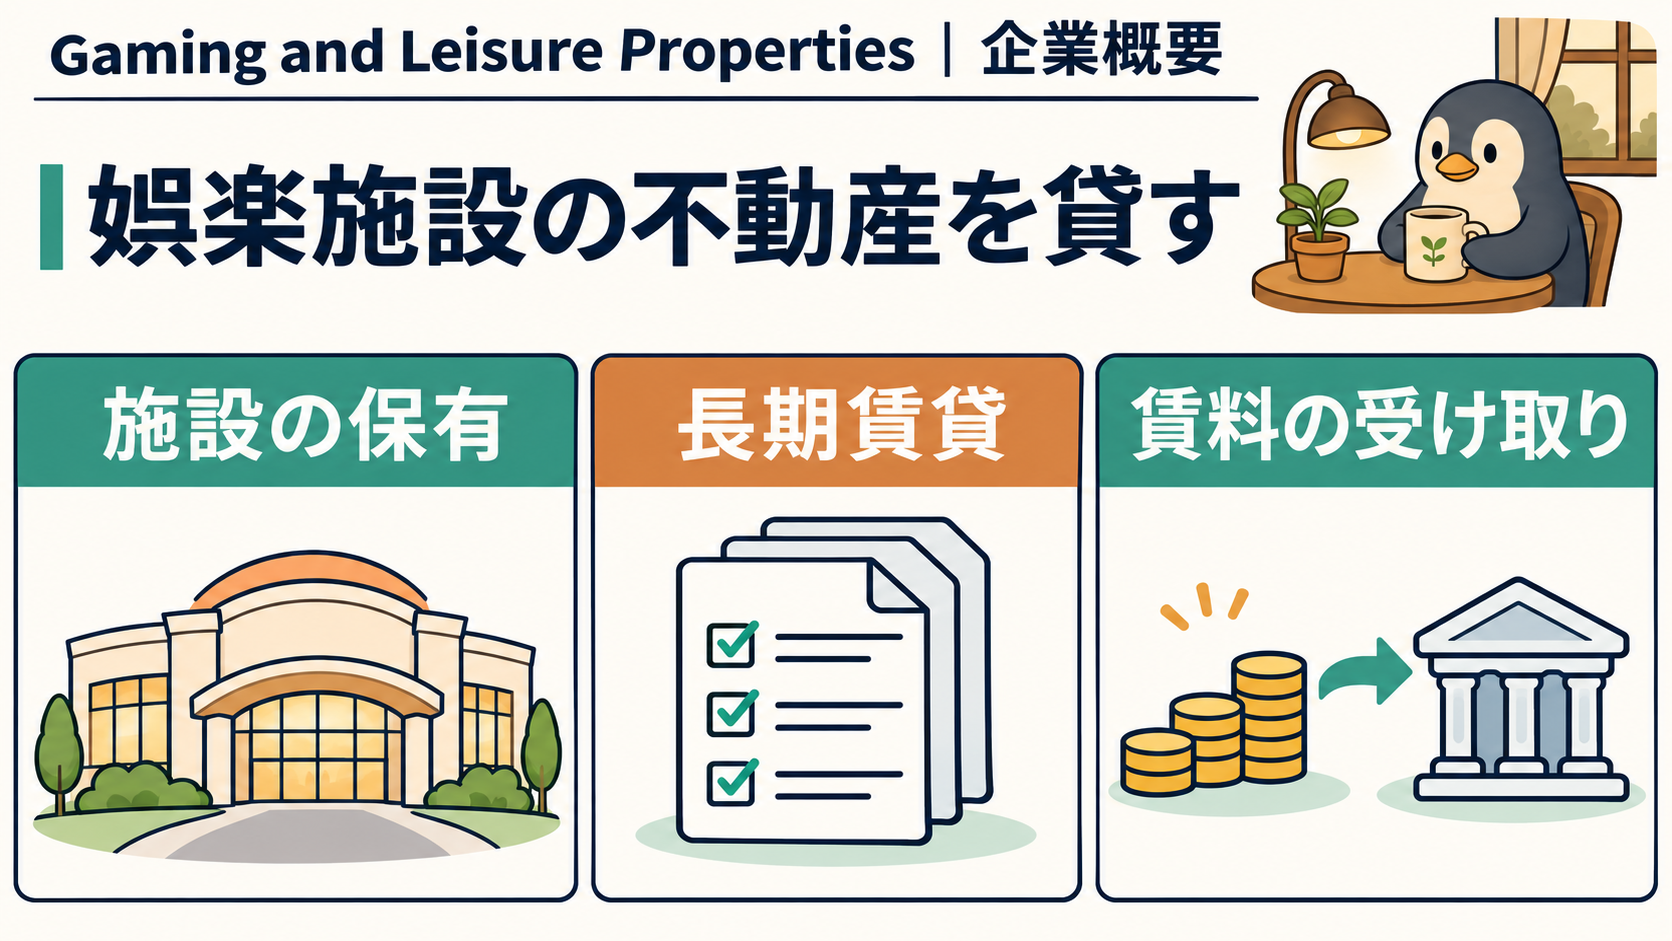 Gaming and Leisure Properties｜企業概要
娯楽施設の不動産を貸す
施設の保有
長期賃貸
賃料の受け取り